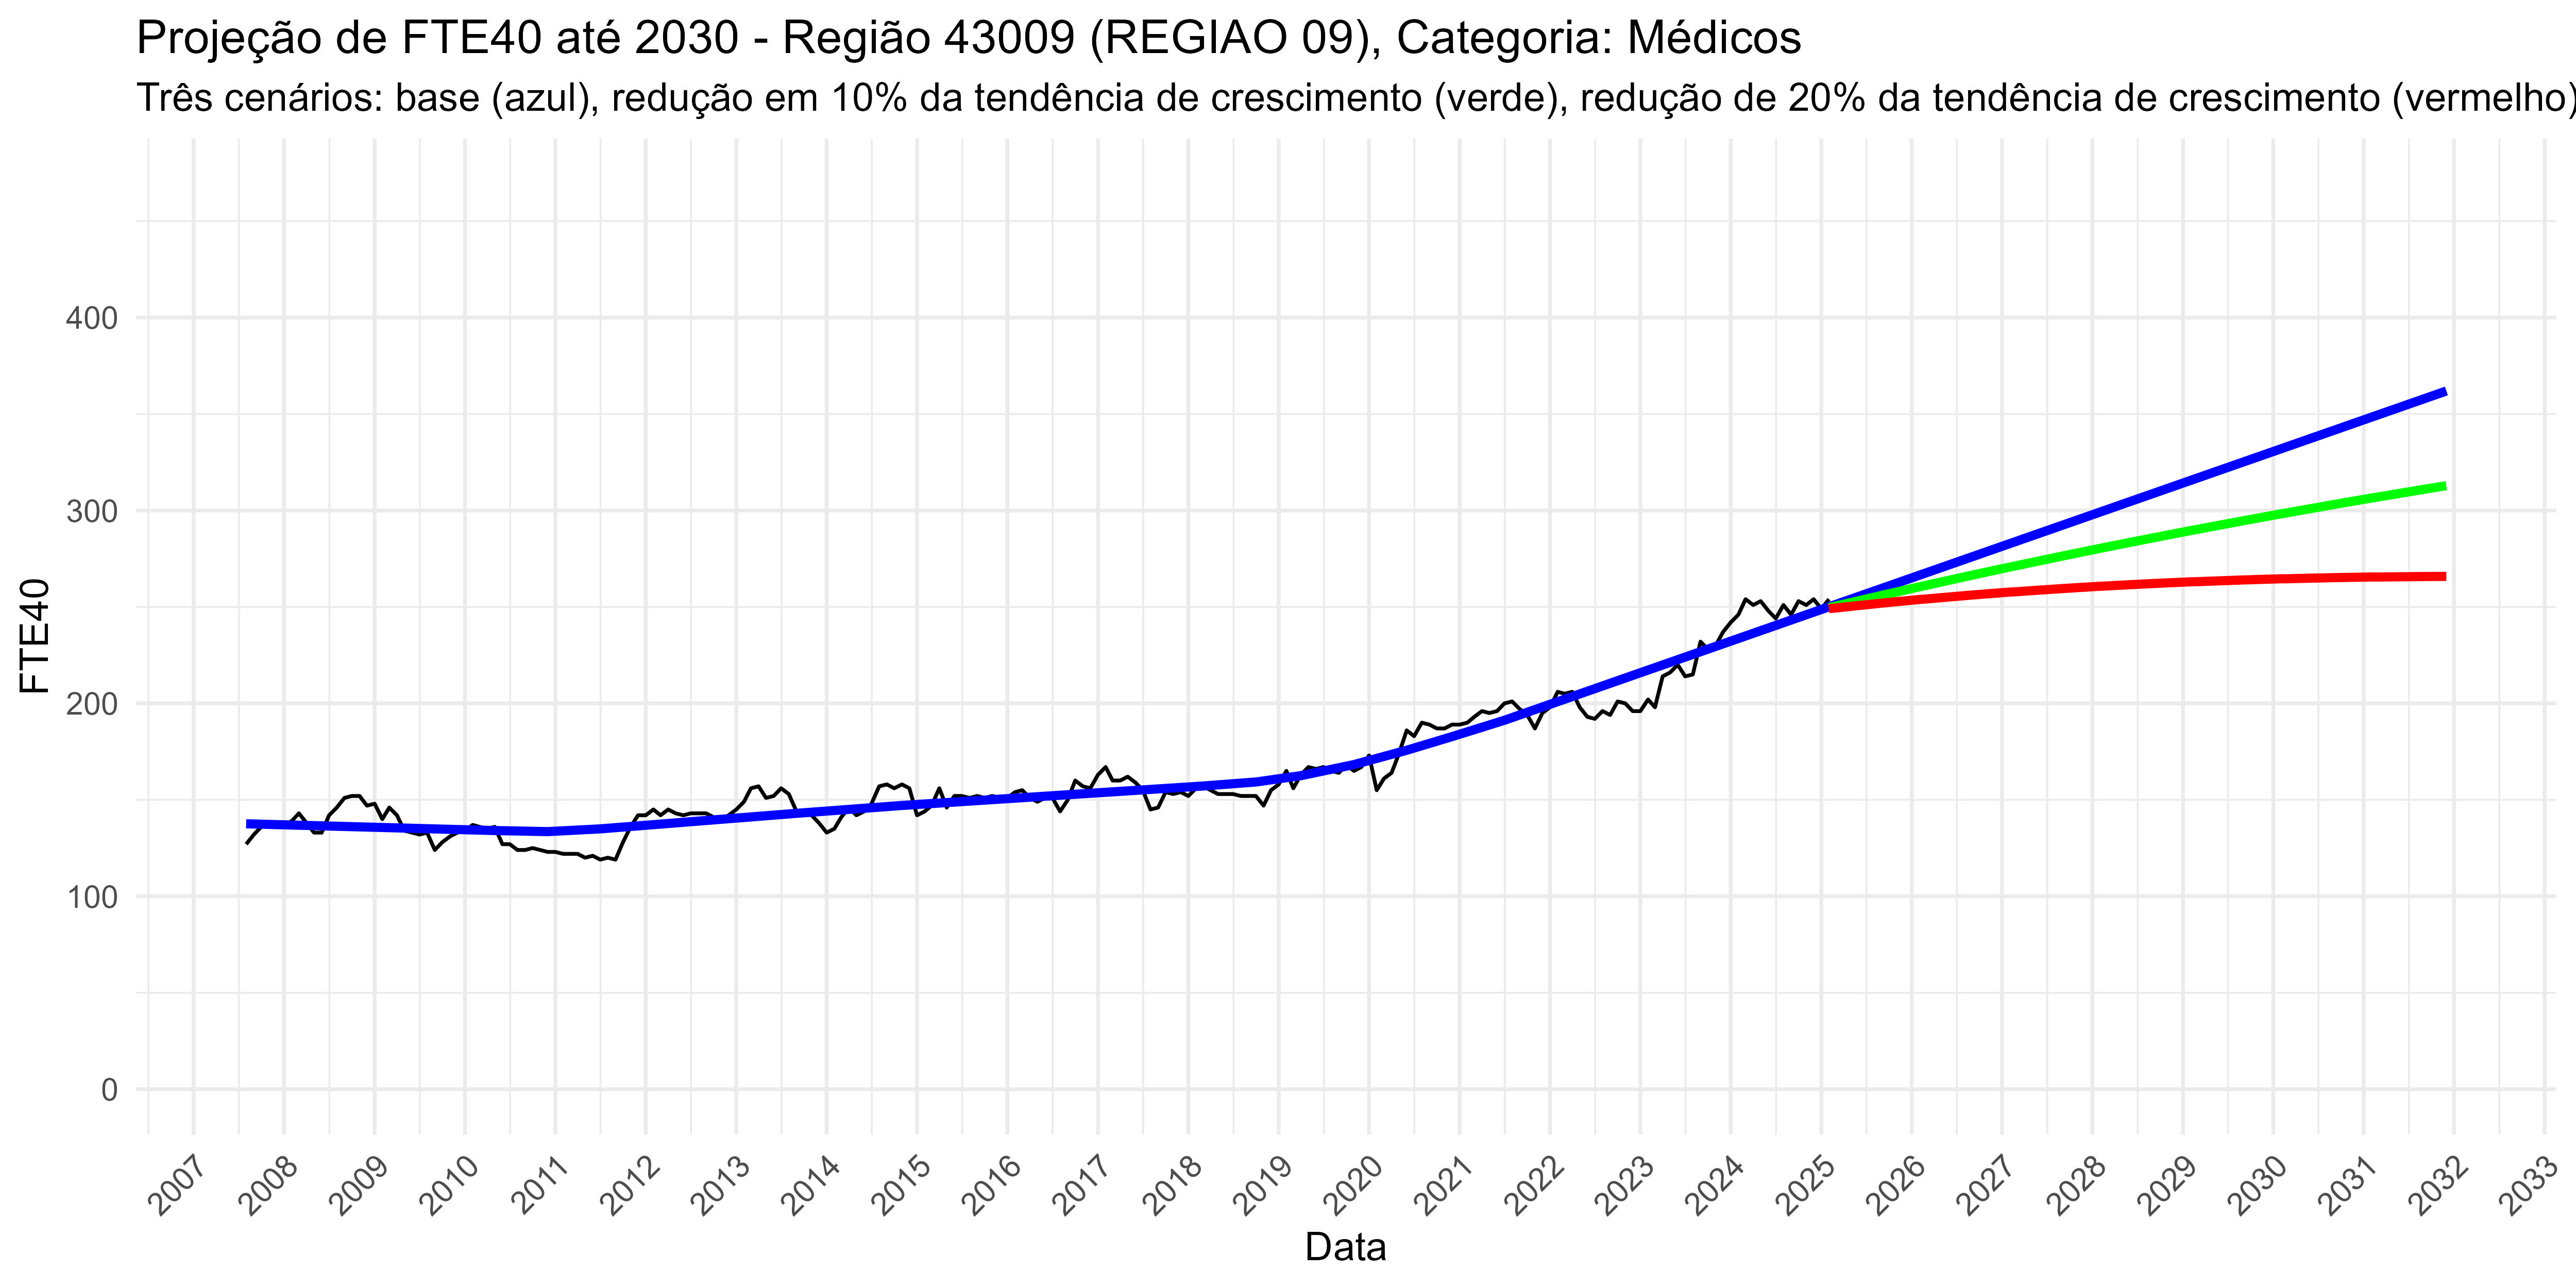 Projeção de FTE40 até 2030 - Região 43009 (REGIAO 09), Categoria: Médicos
Três cenários: base (azul), redução em 10% da tendência de crescimento (verde), redução de 20% da tendência de crescimento (vermelho)
FTE40
400
300
200
100
0
2007 2008 2009 2010 2011 2012 2013 2014 2015 2016 2017 2018 2019 2020 2021 2022 2023 2024 2025 2026 2027 2028 2029 2030 2031 2032 2033
Data